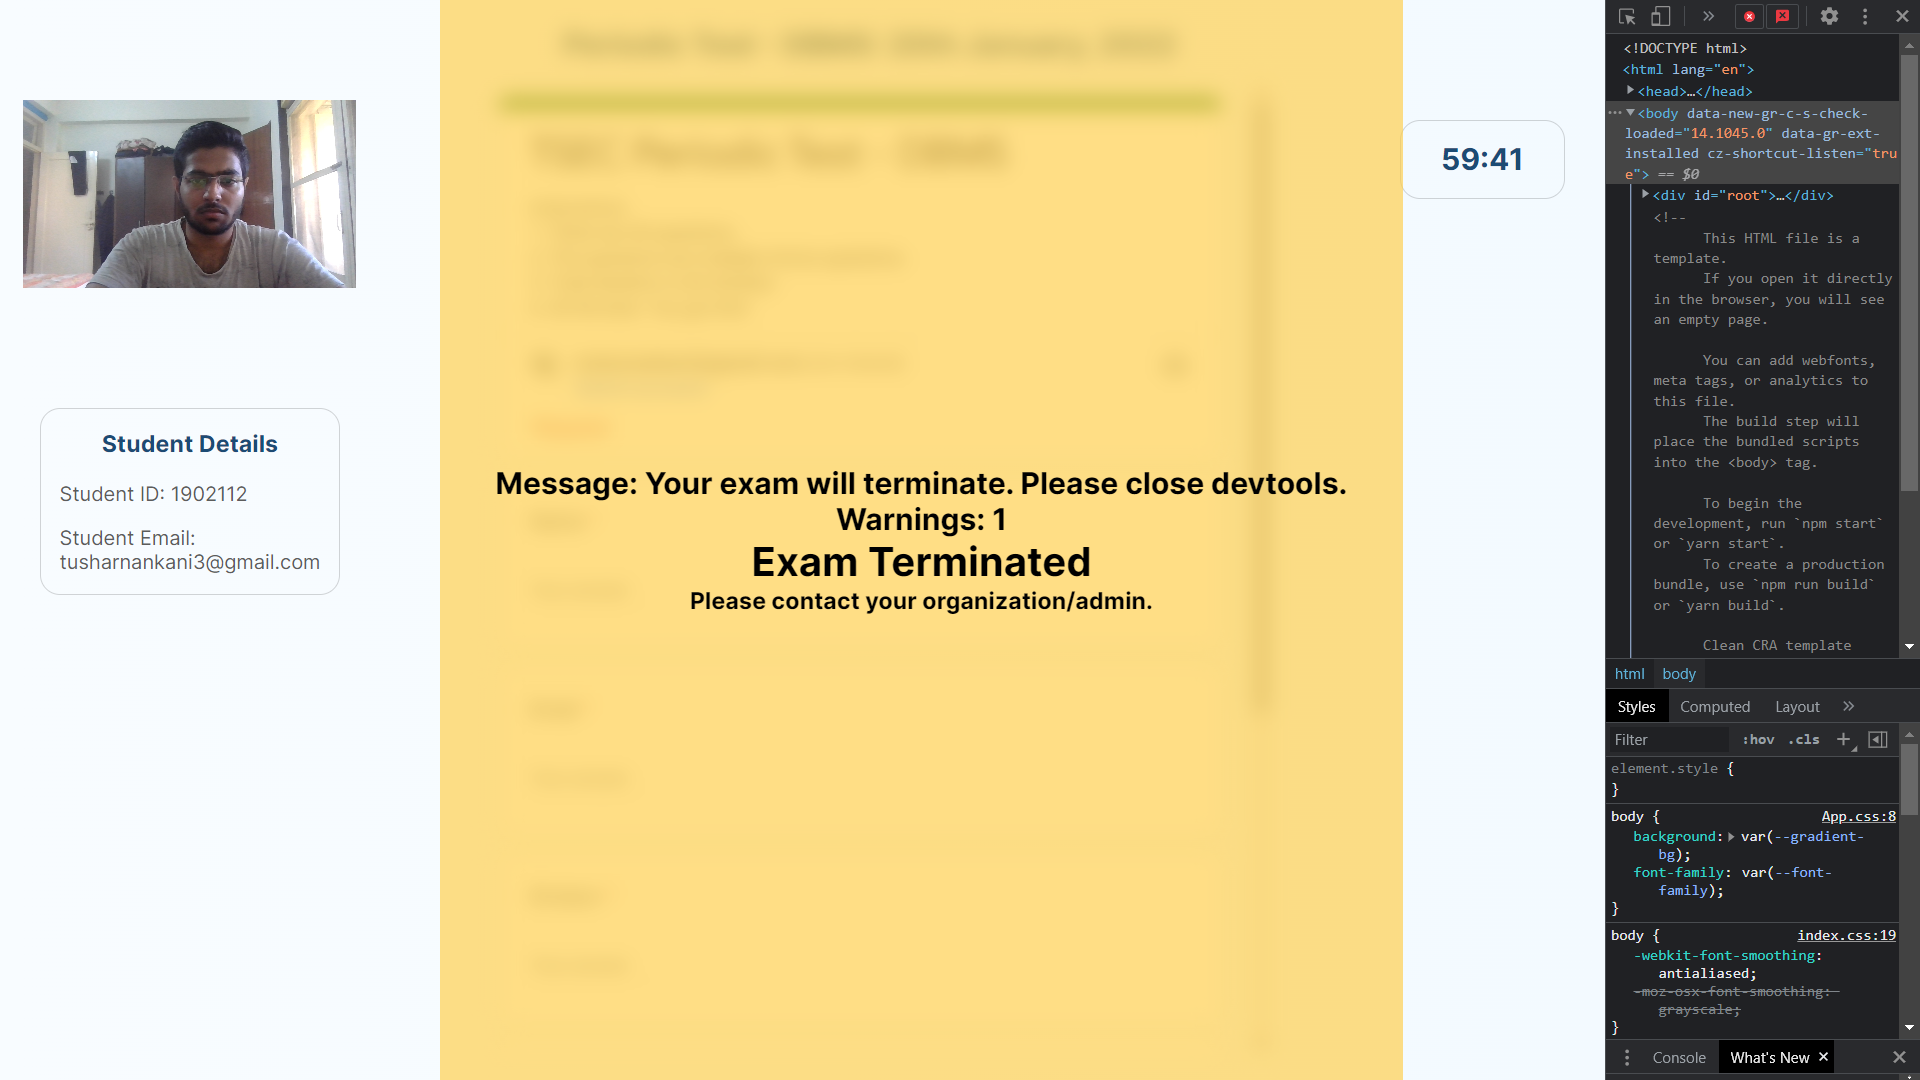 Student Details
Student ID: 1902112
Student Email:
tusharnankani3@gmail.com
Message: Your exam will terminate. Please close devtools.
Warnings: 1
Exam Terminated
Please contact your organization/admin.
59:41
<!DOCTYPE html>
<html lang="en">
<head>…</head>
<body data-new-gr-c-s-check-
loaded="14.1045.0" data-gr-ext-
installed cz-shortcut-listen="tru
e"> == $0
<div id="root">…</div>
<!--
This HTML file is a
template.
If you open it directly
in the browser, you will see
an empty page.
You can add webfonts,
meta tags, or analytics to
this file.
The build step will
place the bundled scripts
into the <body> tag.
To begin the
development, run `npm start`
or `yarn start`.
To create a production
bundle, use `npm run build`
or `yarn build`.
Clean CRA template
html body
Styles Computed Layout
Filter :hov .cls
element.style {
}
body { App.css:8
background: var(--gradient-
bg);
font-family: var(--font-
family);
}
body { index.css:19
-webkit-font-smoothing:
antialiased;
-moz-osx-font-smoothing:
grayscale;
}
Console What's New